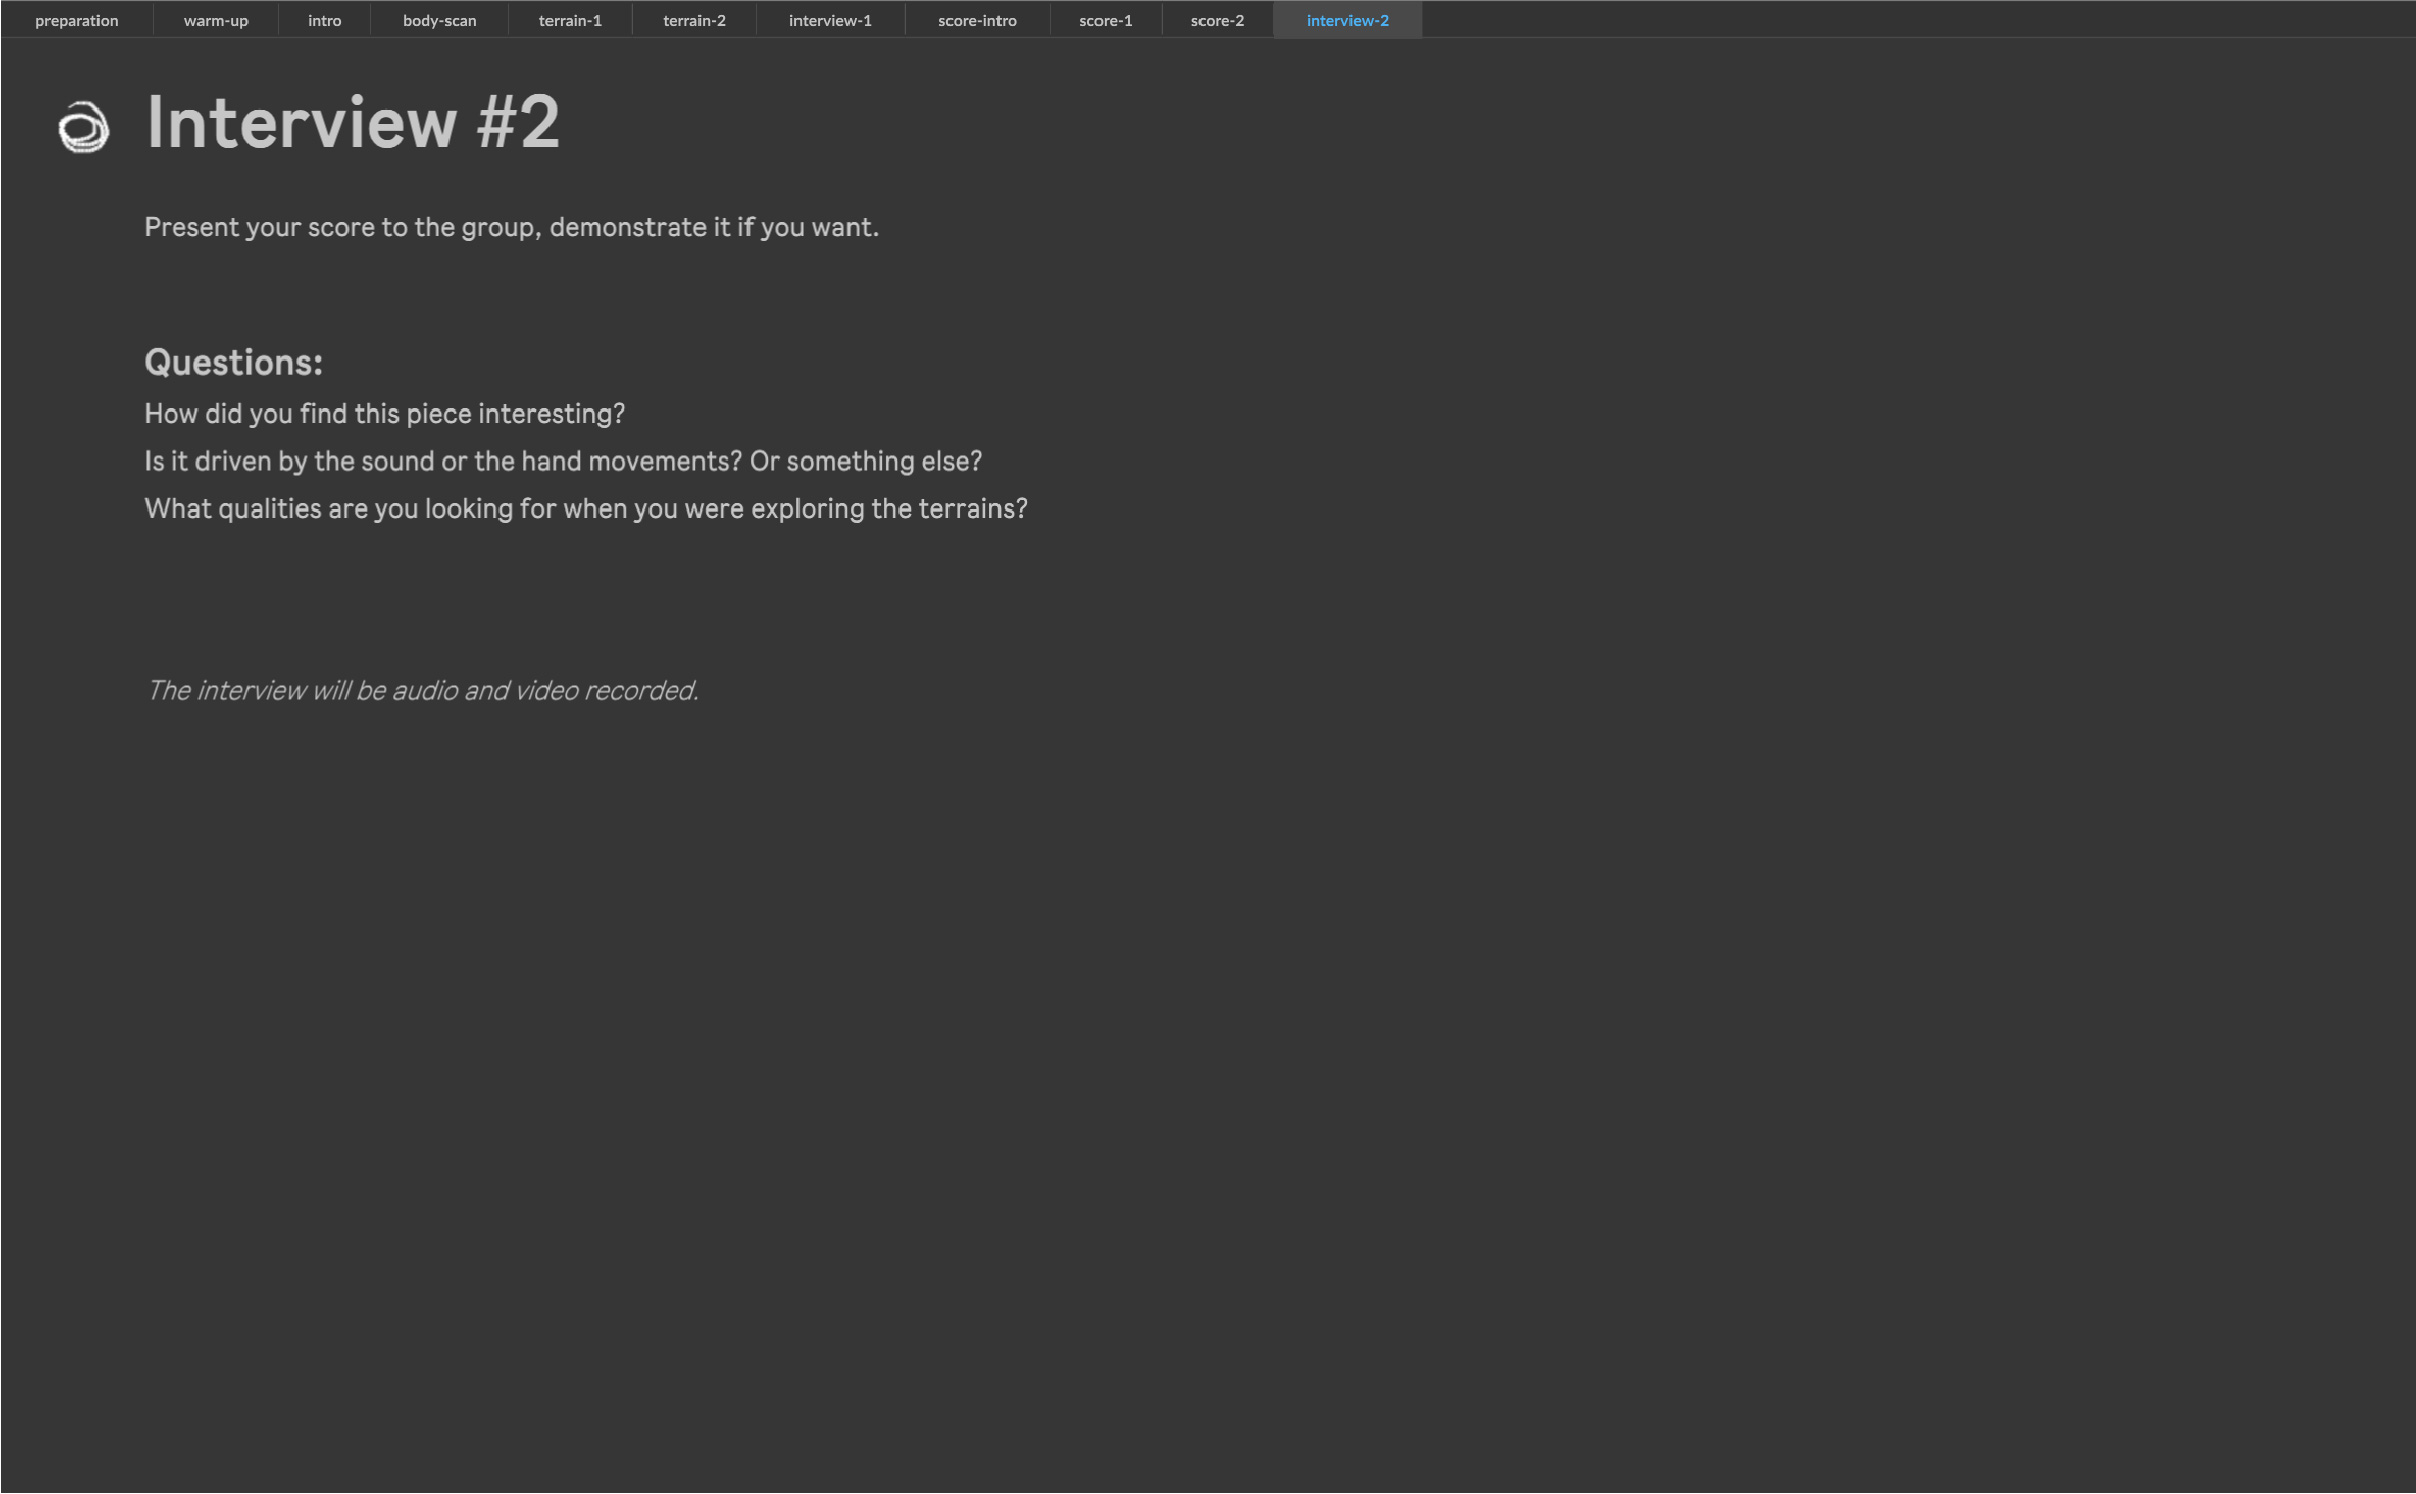 preparation warm-up intro body-scan terrain-1 terrain-2 interview-1 score-intro score-1 score-2 interview-2
Interview #2
Present your score to the group, demonstrate it if you want.
Questions:
How did you find this piece interesting?
Is it driven by the sound or the hand movements? Or something else?
What qualities are you looking for when you were exploring the terrains?
The interview will be audio and video recorded.